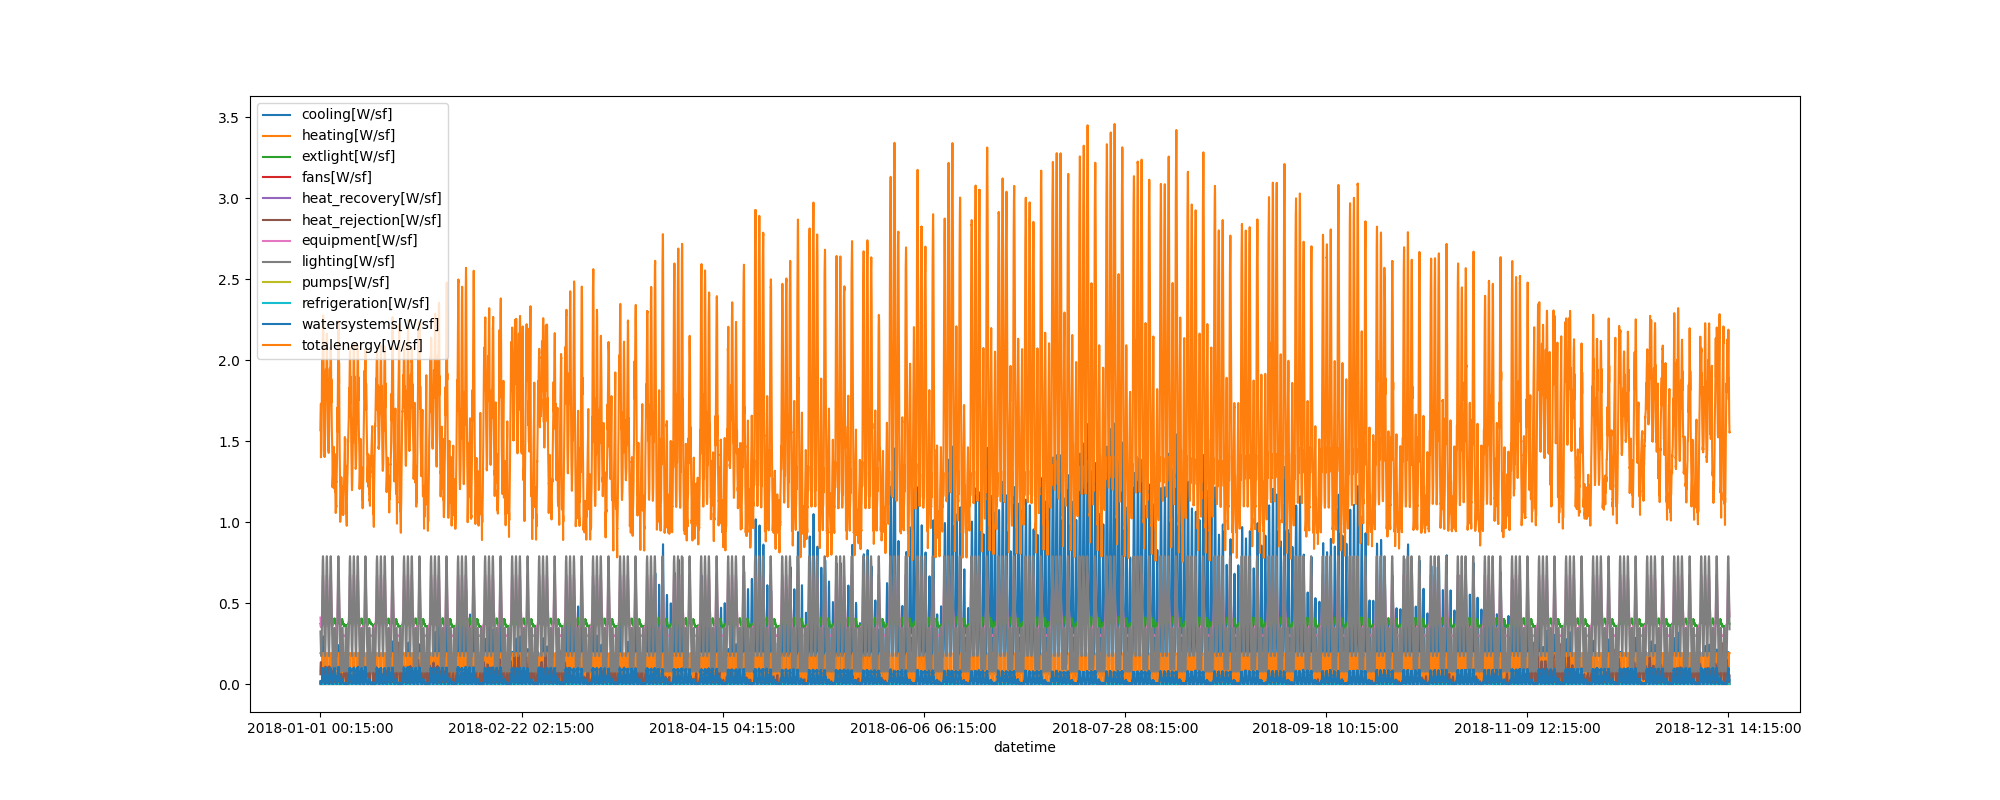 3.5
3.0
2.5
2.0
1.5
1.0
0.5
0.0
cooling[W/sf]
heating[W/sf]
extlight[W/sf]
fans[W/sf]
heat_recovery[W/sf]
heat_rejection[W/sf]
equipment[W/sf]
lighting[W/sf]
pumps[W/sf]
refrigeration[W/sf]
watersystems[W/sf]
totalenergy[W/sf]
2018-01-01 00:15:00 2018-02-22 02:15:00 2018-04-15 04:15:00 2018-06-06 06:15:00 2018-07-28 08:15:00 2018-09-18 10:15:00 2018-11-09 12:15:00 2018-12-31 14:15:00
datetime